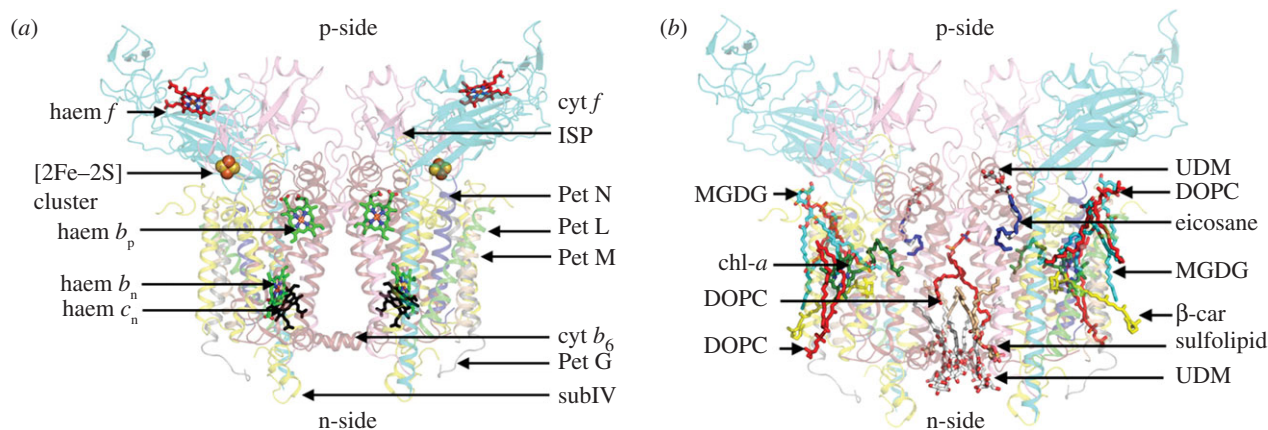 (a)
p-side
haem f
[2Fe–2S]
cluster
haem bp
haem bn
haem cn
cyt f
ISP
Pet N
Pet L
Pet M
cyt b6
Pet G
subIV
n-side
(b)
p-side
MGDG
chl-a
DOPC
DOPC
UDM
DOPC
eicosane
MGDG
β-car
sulfolipid
UDM
n-side